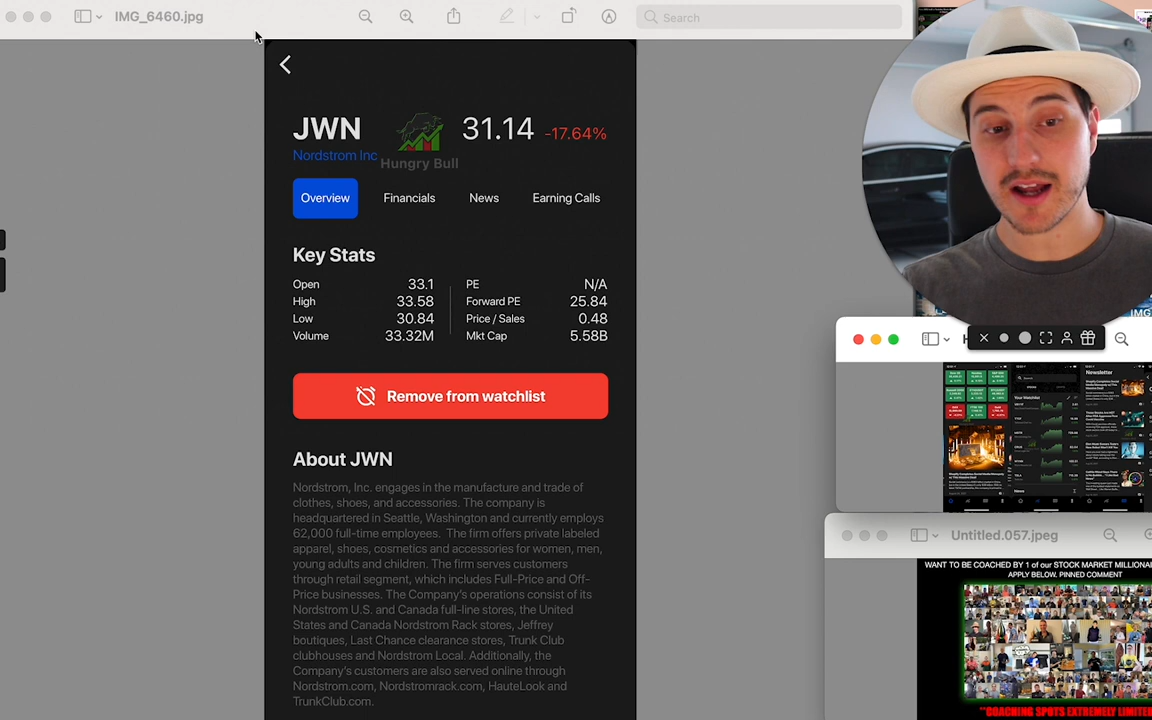 IMG_6460.jpg
Search
JWN
31.14 -17.64%
Nordstrom Inc
Hungry Bull
Overview
Financials
News
Earning Calls
Key Stats
Open 33.1
PE N/A
High 33.58
Forward PE 25.84
Low 30.84
Price / Sales 0.48
Volume 33.32M
Mkt Cap 5.58B
Remove from watchlist
About JWN
Nordstrom, Inc. engages in the manufacture and trade of
clothes, shoes, and accessories. The company is
headquartered in Seattle, Washington and currently employs
62,000 full-time employees. The firm offers private labeled
apparel, shoes, cosmetics and accessories for women, men,
young adults and children. The firm serves customers
through retail segment, which includes Full-Price and Off-
Price businesses. The Company's operations consist of its
Nordstrom U.S. and Canada full-line stores, the United
States and Canada Nordstrom Rack stores, Jeffrey
boutiques, Last Chance clearance stores, Trunk Club
clubhouses and Nordstrom Local. Additionally, the
Company's customers are also served online through
Nordstrom.com, Nordstromrack.com, HauteLook and
TrunkClub.com.
IMG
Newsletter
Your Watchlist
News
Untitled.057.jpeg
WANT TO BE COACHED BY 1 of our STOCK MARKET MILLIONAI
APPLY BELOW. PINNED COMMENT
"COACHING SPOTS EXTREMELY LIMITE